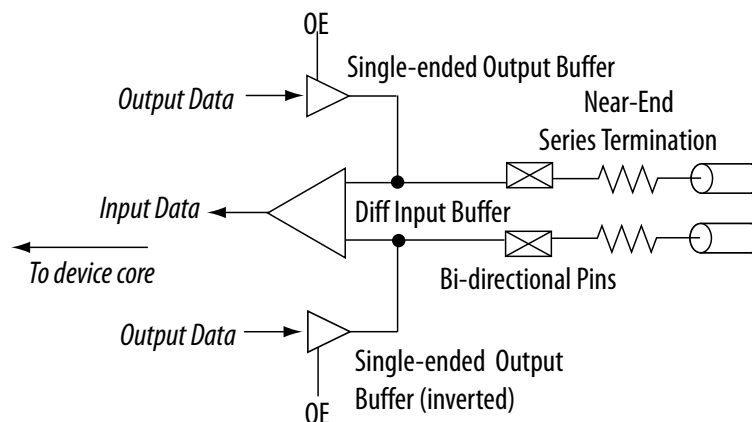 OE
Single-ended Output Buffer
Output Data
Near-End
Series Termination
Input Data
Diff Input Buffer
To device core
Bi-directional Pins
Output Data
Single-ended Output
Buffer (inverted)
OE